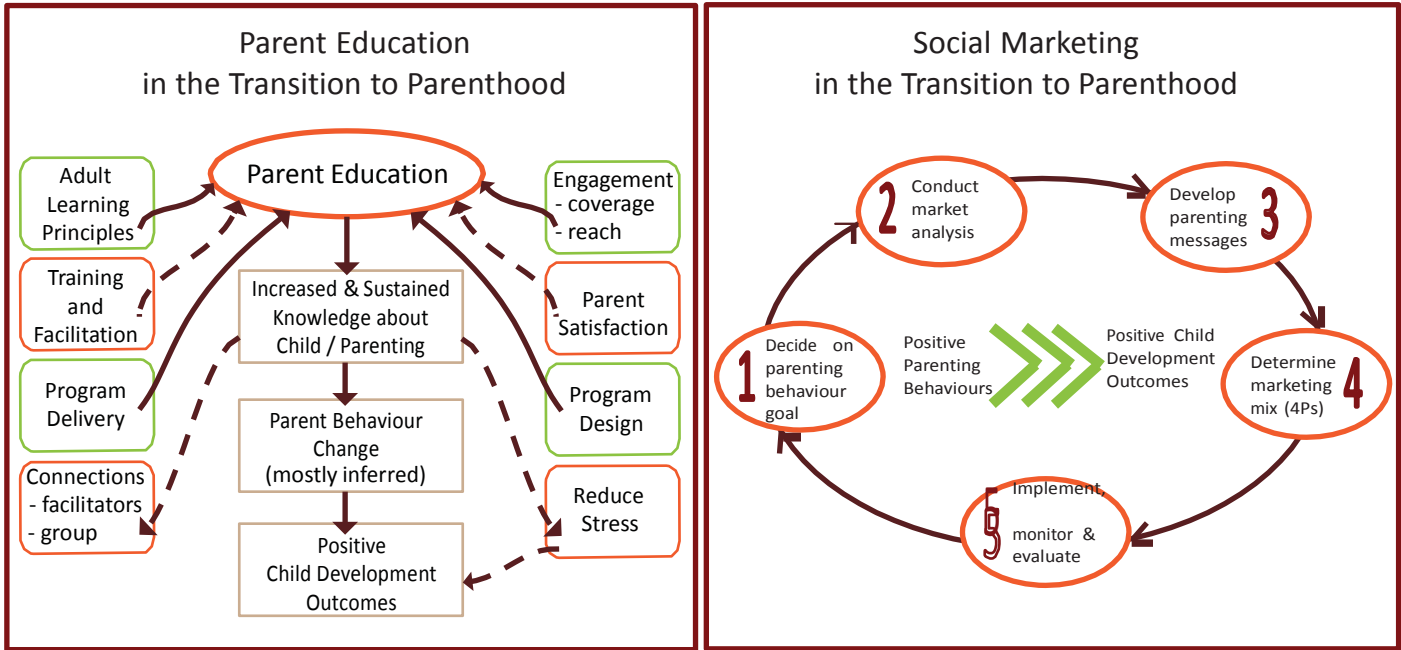 Parent Education
in the Transition to Parenthood
Parent Education
Adult
Learning
Principles
Training
and
Facilitation
Program
Delivery
Connections
- facilitators
- group
Increased & Sustained
Knowledge about
Child / Parenting
Parent Behaviour
Change
(mostly inferred)
Positive
Child Development
Outcomes
Engagement
- coverage
- reach
Parent
Satisfaction
Program
Design
Reduce
Stress
Social Marketing
in the Transition to Parenthood
1
Decide on
parenting
behaviour
goal
2
Conduct
market
analysis
3
Develop
parenting
messages
4
Determine
marketing
mix (4Ps)
5
Implement,
monitor &
evaluate
Positive
Parenting
Behaviours
Positive Child
Development
Outcomes